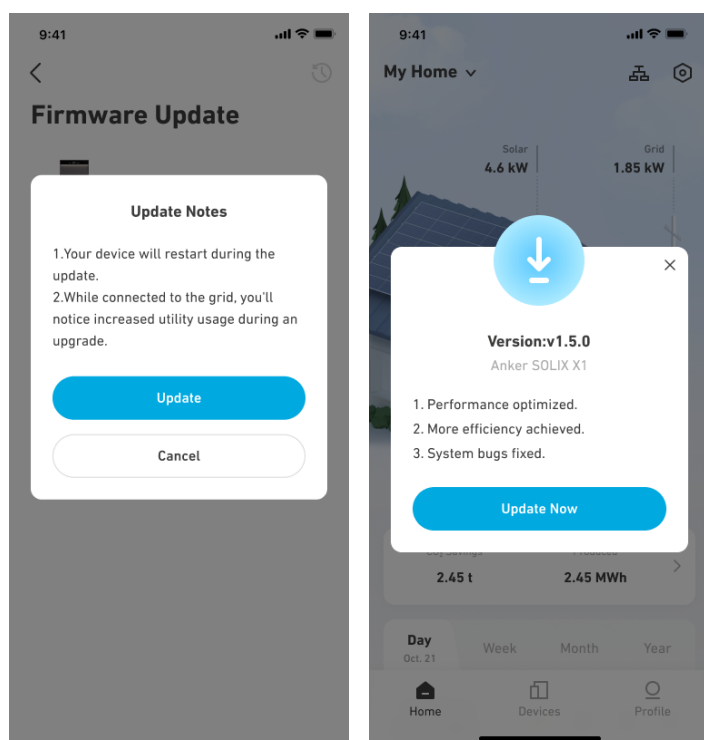 9:41
Firmware Update
Update Notes
1.Your device will restart during the
update.
2.While connected to the grid, you'll
notice increased utility usage during an
upgrade.
Update
Cancel
9:41
My Home
Solar
4.6 kW
Grid
1.85 kW
Version:v1.5.0
Anker SOLIX X1
1. Performance optimized.
2. More efficiency achieved.
3. System bugs fixed.
Update Now
CO₂ Savings
Produced
2.45 t
2.45 MWh
Day
Oct. 21
Week
Month
Year
Home
Devices
Profile